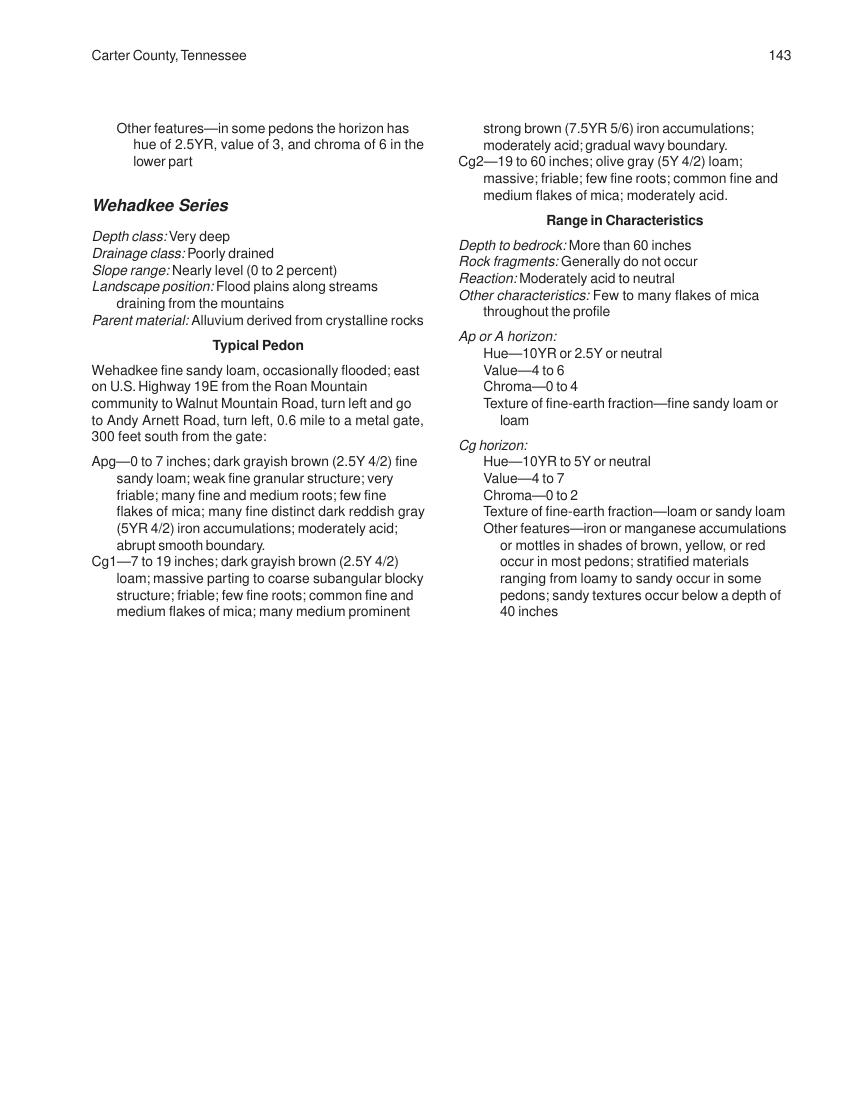 Carter County, Tennessee
143
Other features—in some pedons the horizon has
hue of 2.5YR, value of 3, and chroma of 6 in the
lower part
Wehadkee Series
Depth class: Very deep
Drainage class: Poorly drained
Slope range: Nearly level (0 to 2 percent)
Landscape position: Flood plains along streams
draining from the mountains
Parent material: Alluvium derived from crystalline rocks
Typical Pedon
Wehadkee fine sandy loam, occasionally flooded; east
on U.S. Highway 19E from the Roan Mountain
community to Walnut Mountain Road, turn left and go
to Andy Arnett Road, turn left, 0.6 mile to a metal gate,
300 feet south from the gate:
Apg—0 to 7 inches; dark grayish brown (2.5Y 4/2) fine
sandy loam; weak fine granular structure; very
friable; many fine and medium roots; few fine
flakes of mica; many fine distinct dark reddish gray
(5YR 4/2) iron accumulations; moderately acid;
abrupt smooth boundary.
Cg1—7 to 19 inches; dark grayish brown (2.5Y 4/2)
loam; massive parting to coarse subangular blocky
structure; friable; few fine roots; common fine and
medium flakes of mica; many medium prominent
strong brown (7.5YR 5/6) iron accumulations;
moderately acid; gradual wavy boundary.
Cg2—19 to 60 inches; olive gray (5Y 4/2) loam;
massive; friable; few fine roots; common fine and
medium flakes of mica; moderately acid.
Range in Characteristics
Depth to bedrock: More than 60 inches
Rock fragments: Generally do not occur
Reaction: Moderately acid to neutral
Other characteristics: Few to many flakes of mica
throughout the profile
Ap or A horizon:
Hue—10YR or 2.5Y or neutral
Value—4 to 6
Chroma—0 to 4
Texture of fine-earth fraction—fine sandy loam or
loam
Cg horizon:
Hue—10YR to 5Y or neutral
Value—4 to 7
Chroma—0 to 2
Texture of fine-earth fraction—loam or sandy loam
Other features—iron or manganese accumulations
or mottles in shades of brown, yellow, or red
occur in most pedons; stratified materials
ranging from loamy to sandy occur in some
pedons; sandy textures occur below a depth of
40 inches